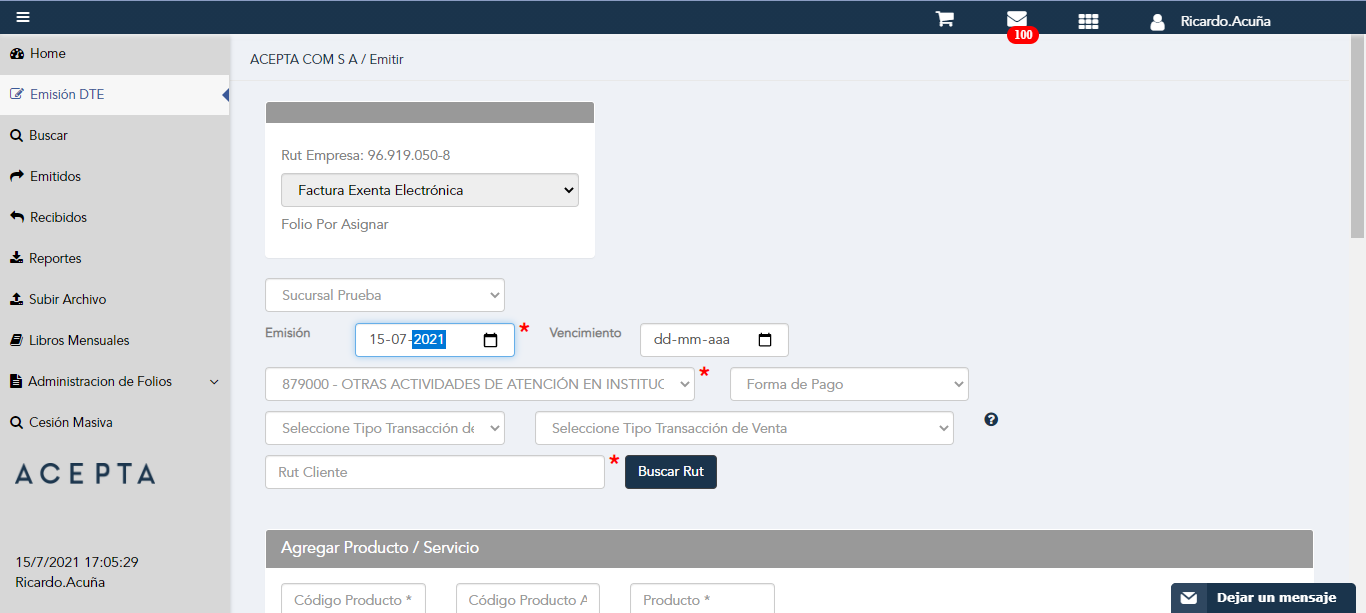 Ricardo.Acuña
100
Home
Emisión DTE
Buscar
Emitidos
Recibidos
Reportes
Subir Archivo
Libros Mensuales
Administracion de Folios
Cesión Masiva
ACEPTA
15/7/2021 17:05:29
Ricardo.Acuña
ACEPTA COM S A / Emitir
Rut Empresa: 96.919.050-8
Factura Exenta Electrónica
Folio Por Asignar
Sucursal Prueba
Emisión 15-07-2021 * Vencimiento dd-mm-aaa
879000 - OTRAS ACTIVIDADES DE ATENCIÓN EN INSTITUC * Forma de Pago
Seleccione Tipo Transacción de Seleccione Tipo Transacción de Venta ?
Rut Cliente * Buscar Rut
Agregar Producto / Servicio
Código Producto * Código Producto A Producto *
Dejar un mensaje